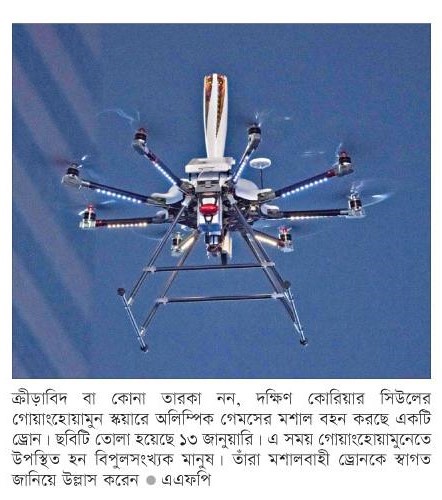 ক্রীড়াবিদ বা কোনা তারকা নন, দক্ষিণ কোরিয়ার সিউলের
গোয়াংহোয়ামুন স্কয়ারে অলিম্পিক গেমসের মশাল বহন করছে একটি
ড্রোন। ছবিটি তোলা হয়েছে ১৩ জানুয়ারি। এ সময় গোয়াংহোয়ামুনেতে
উপস্থিত হন বিপুলসংখ্যক মানুষ। তাঁরা মশালবাহী ড্রোনকে স্বাগত
জানিয়ে উল্লাস করেন ● এএফপি